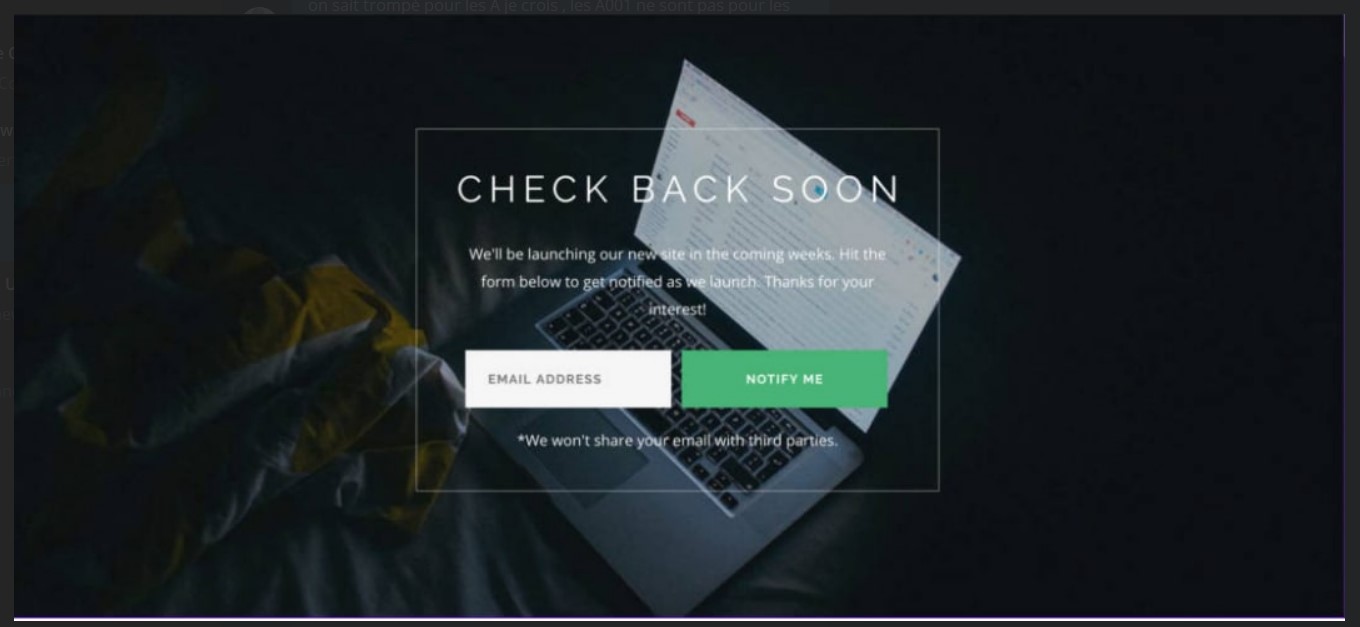 on sait trompé pour les A je crois , les A001 ne sont pas pour les
CHECK BACK SOON
We'll be launching our new site in the coming weeks. Hit the
form below to get notified as we launch. Thanks for your
interest!
EMAIL ADDRESS
NOTIFY ME
*We won't share your email with third parties.